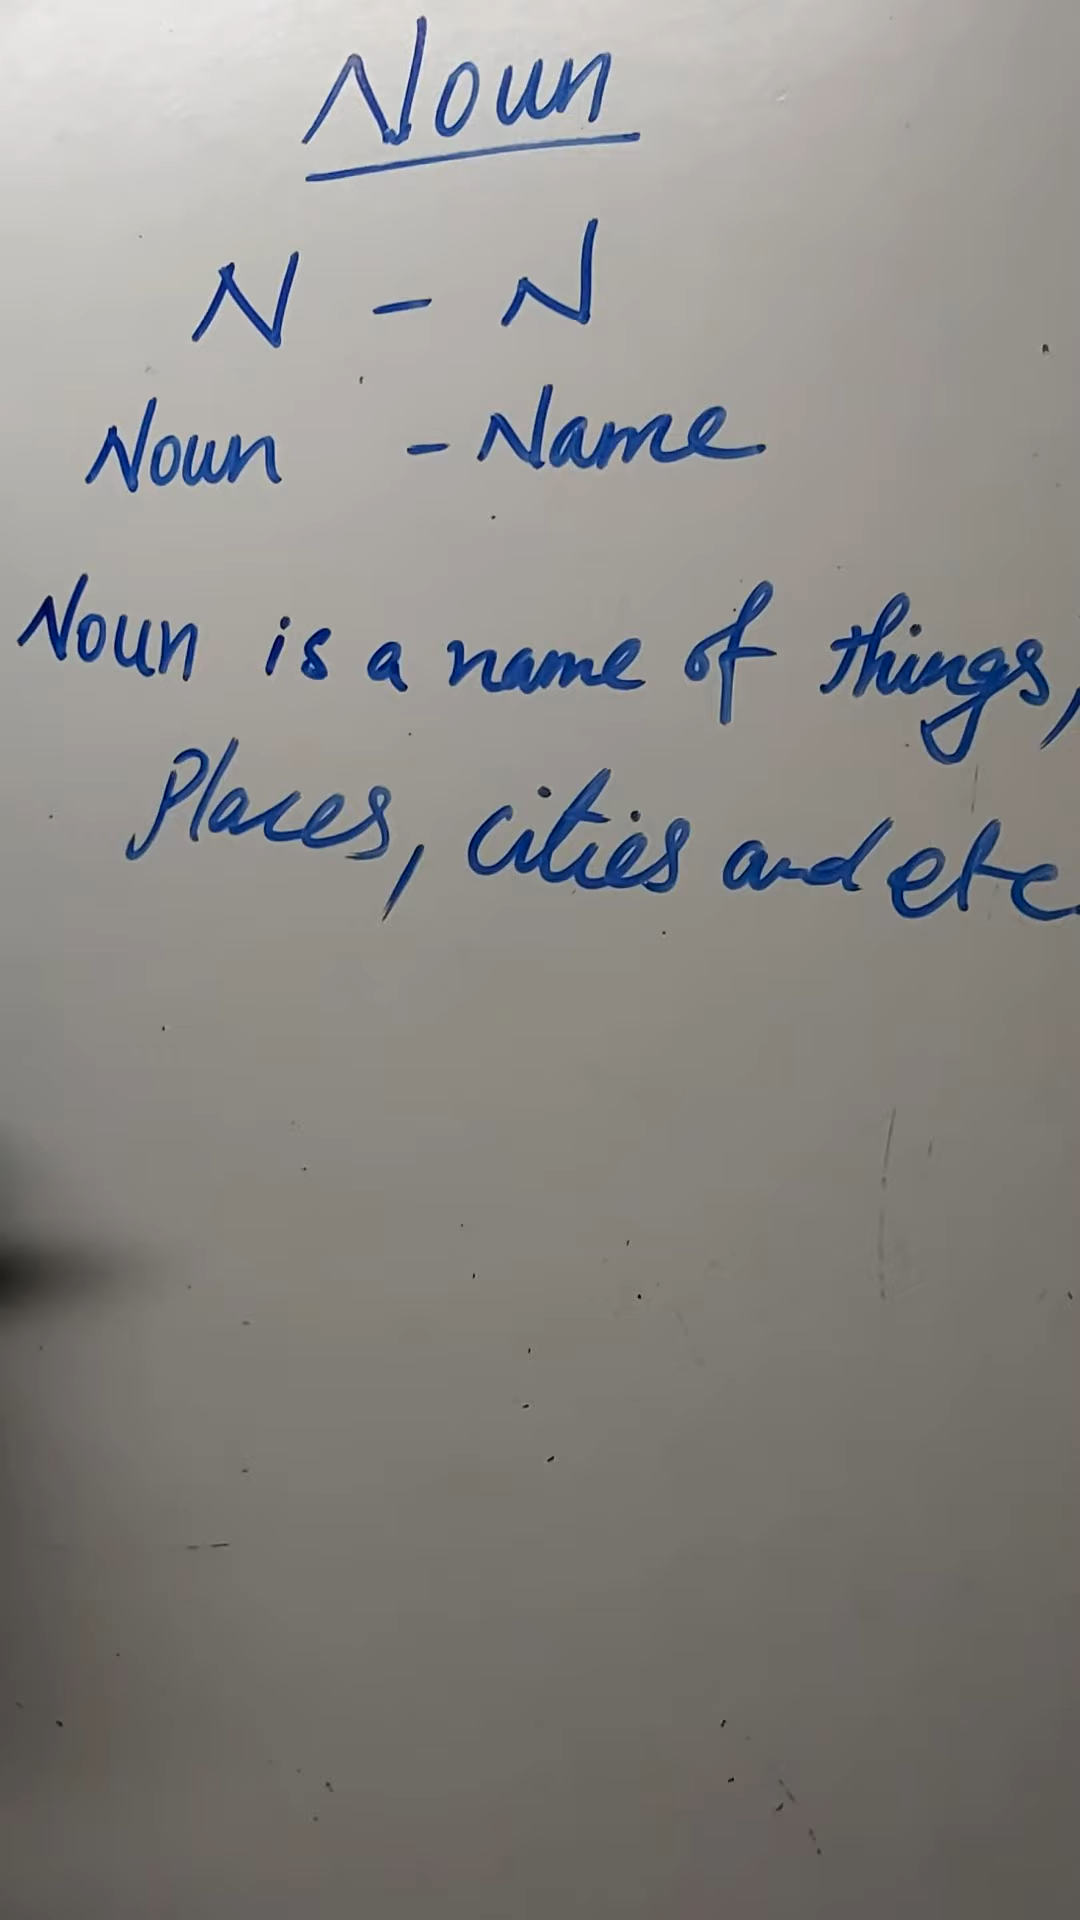 Noun
N - N
Noun - Name
Noun is a name of things,
Places, cities and etc.